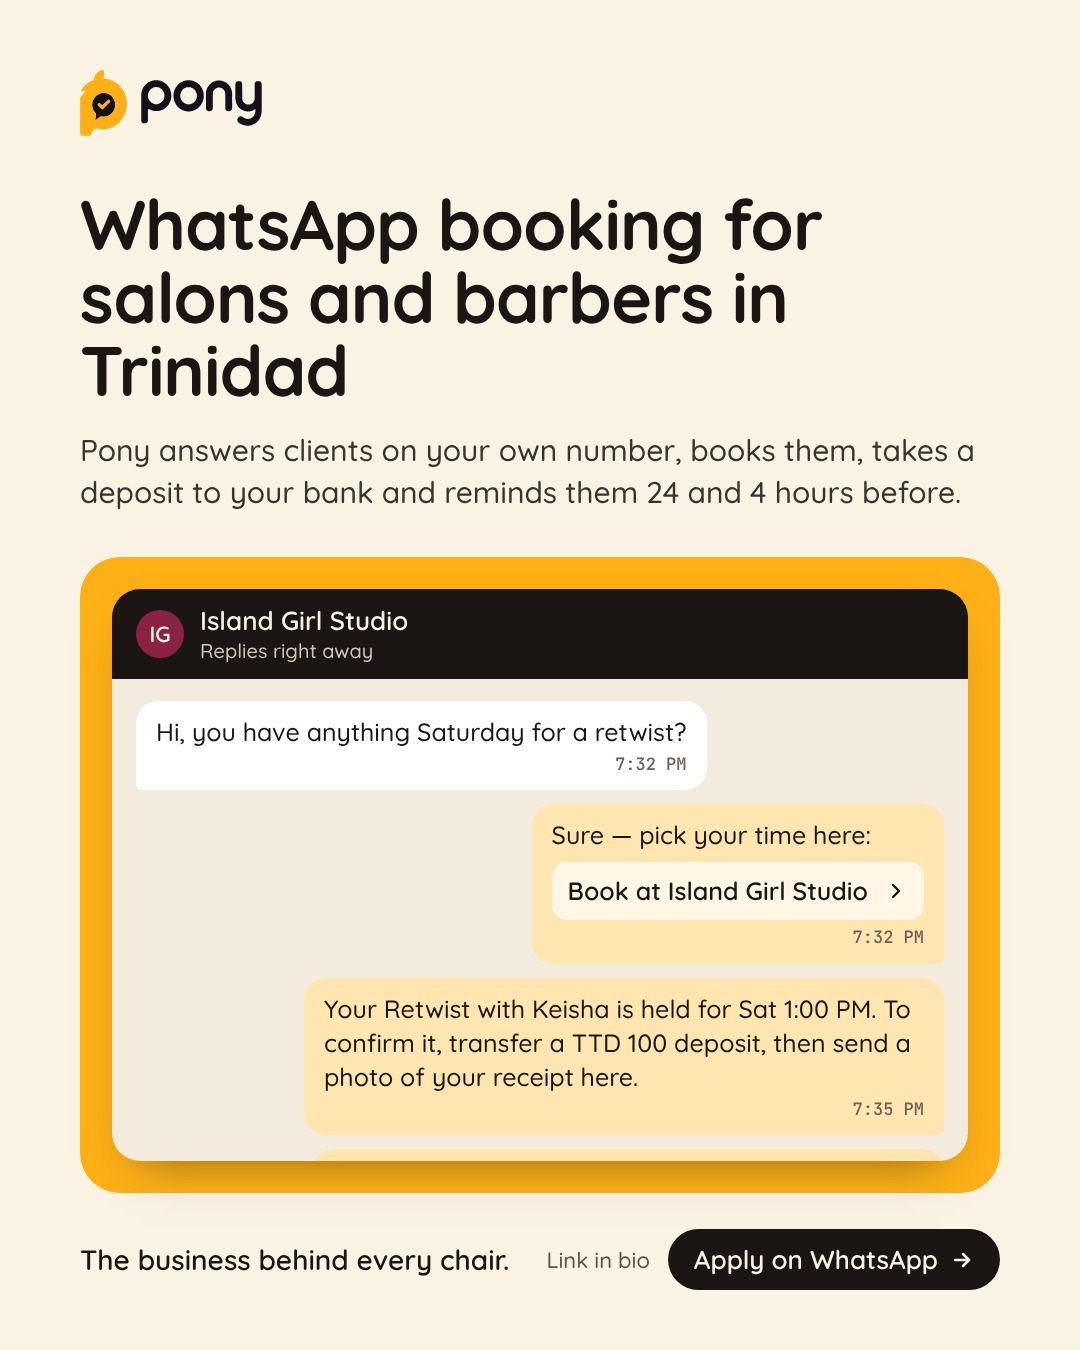 pony
WhatsApp booking for
salons and barbers in
Trinidad
Pony answers clients on your own number, books them, takes a
deposit to your bank and reminds them 24 and 4 hours before.
IG
Island Girl Studio
Replies right away
Hi, you have anything Saturday for a retwist?
7:32 PM
Sure — pick your time here:
Book at Island Girl Studio
7:32 PM
Your Retwist with Keisha is held for Sat 1:00 PM. To
confirm it, transfer a TTD 100 deposit, then send a
photo of your receipt here.
7:35 PM
The business behind every chair.
Link in bio
Apply on WhatsApp →